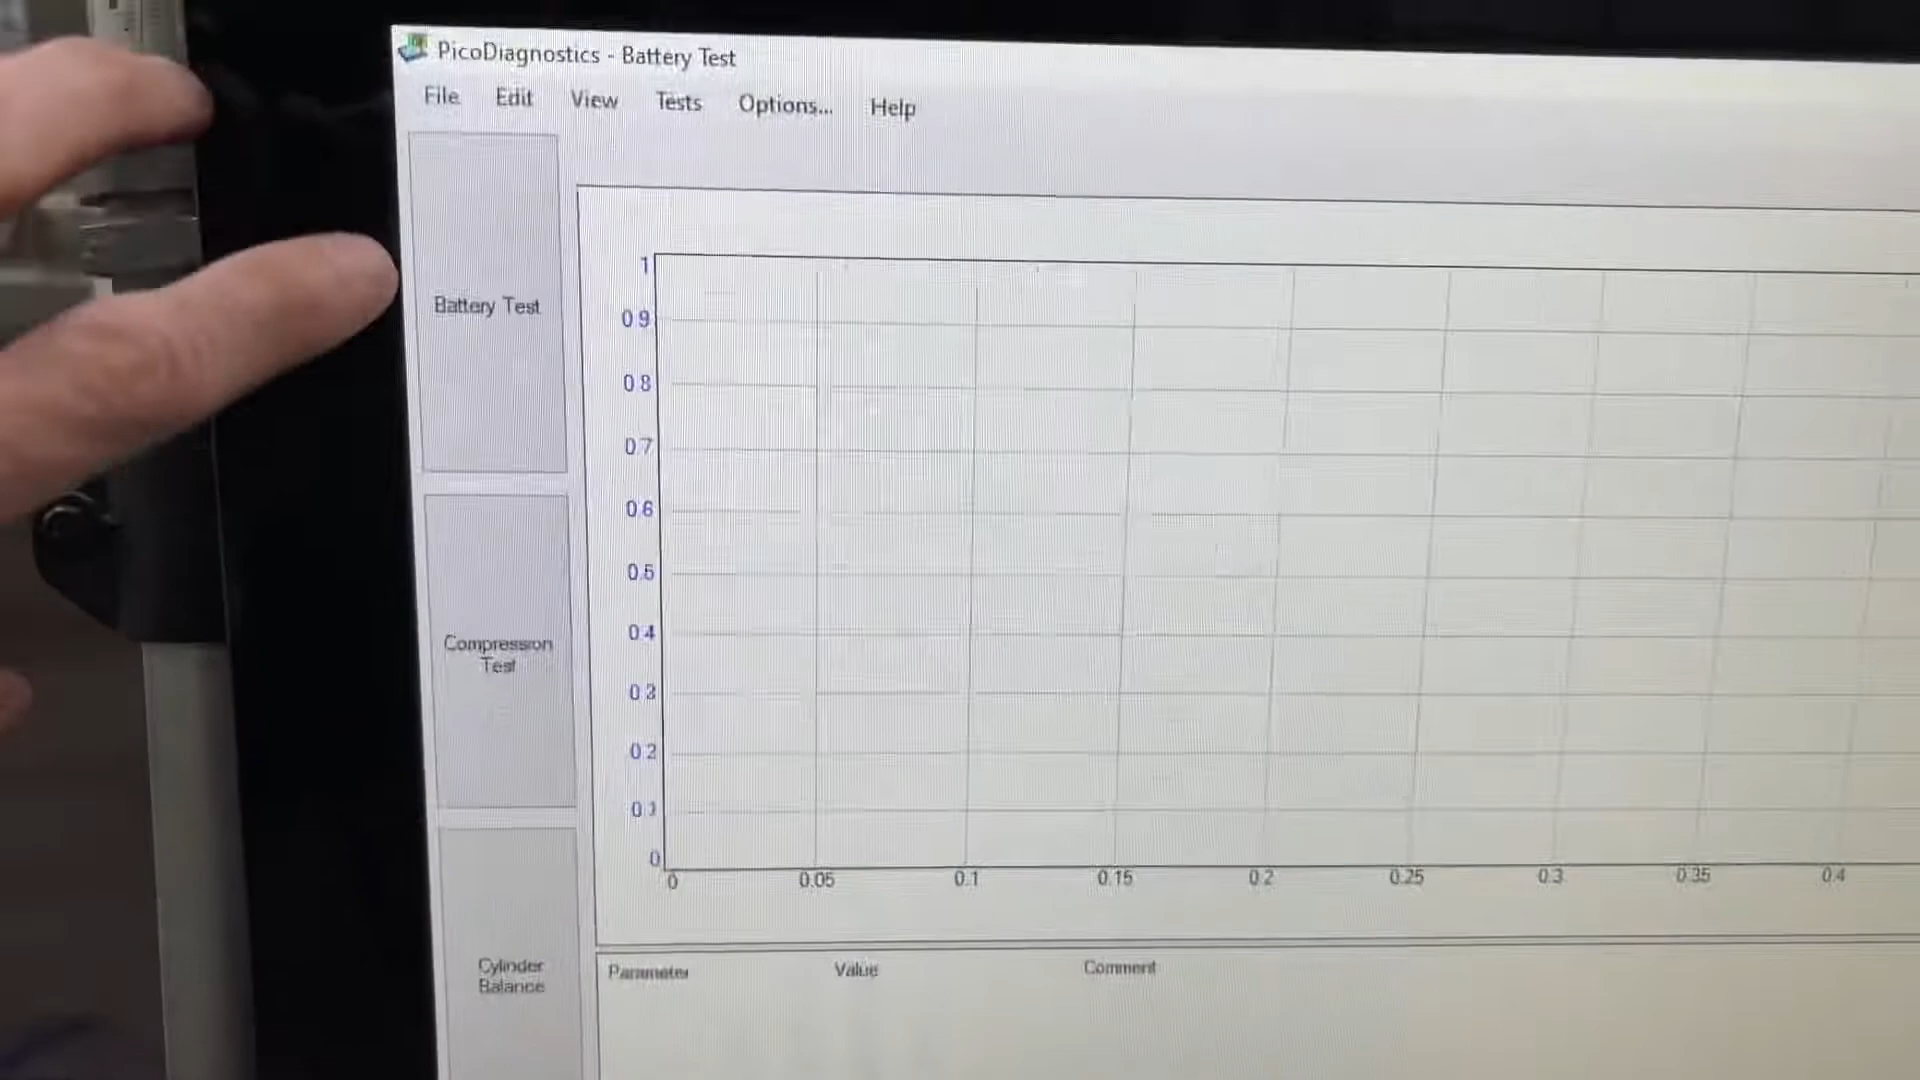 PicoDiagnostics - Battery Test
File Edit View Tests Options... Help
Battery Test
Compression
Test
Cylinder
Balance
1
0.9
0.8
0.7
0.6
0.5
0.4
0.3
0.2
0.1
0
0 0.05 0.1 0.15 0.2 0.25 0.3 0.35 0.4
Parameter Value Comment